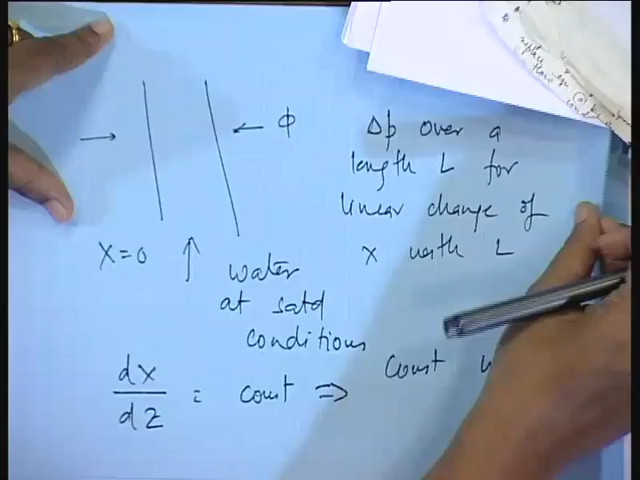 Δp over a
length L for
linear change of
x with L
ϕ
x=0
water
at satd
conditions
dx
dz
= const ⇒
const